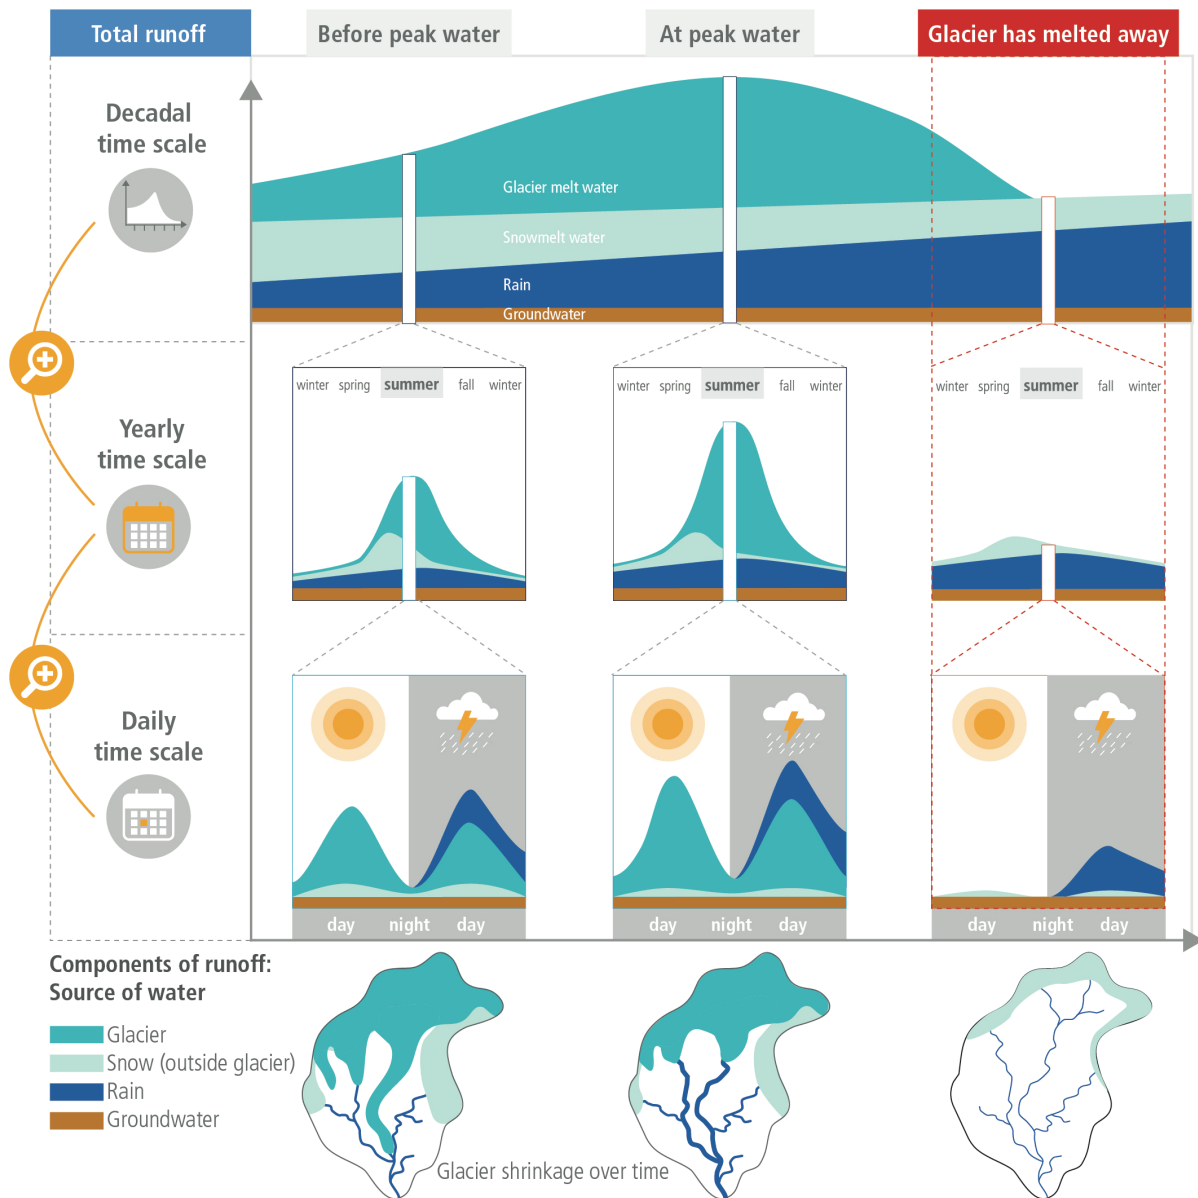 Total runoff
Before peak water
At peak water
Glacier has melted away
Decadal
time scale
Glacier melt water
Snowmelt water
Rain
Groundwater
Yearly
time scale
winter spring summer fall winter
winter spring summer fall winter
winter spring summer fall winter
Daily
time scale
day night day
day night day
day night day
Components of runoff:
Source of water
Glacier
Snow (outside glacier)
Rain
Groundwater
Glacier shrinkage over time